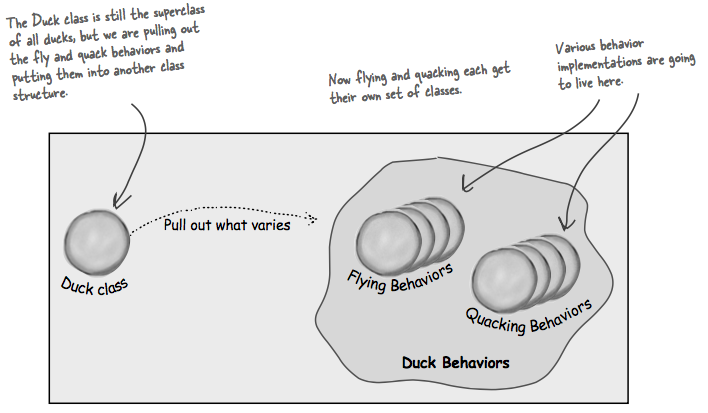 The Duck class is still the superclass
of all ducks, but we are pulling out
the fly and quack behaviors and
putting them into another class
structure.
Now flying and quacking each get
their own set of classes.
Various behavior
implementations are going
to live here.
Pull out what varies
Duck class
Flying Behaviors
Quacking Behaviors
Duck Behaviors